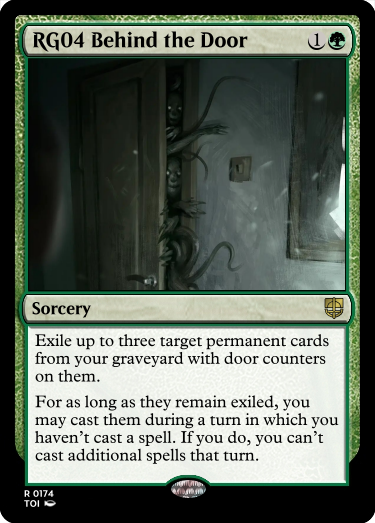 RG04 Behind the Door 1
Sorcery
Exile up to three target permanent cards
from your graveyard with door counters
on them.
For as long as they remain exiled, you
may cast them during a turn in which you
haven't cast a spell. If you do, you can't
cast additional spells that turn.
R 0174
TOI